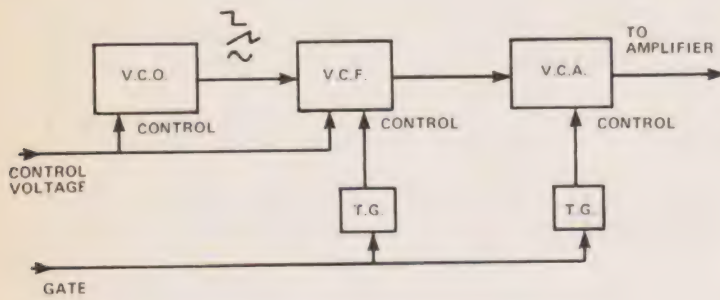 V.C.O.
V.C.F.
V.C.A.
TO
AMPLIFIER
CONTROL
CONTROL
CONTROL
CONTROL
VOLTAGE
T.G.
T.G.
GATE